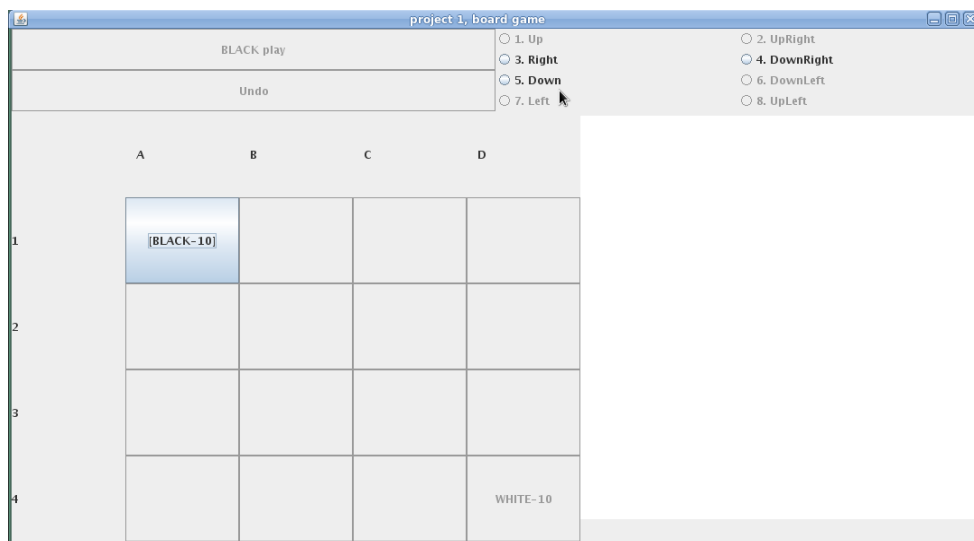 project 1, board game
BLACK play
Undo
1. Up
2. UpRight
3. Right
4. DownRight
5. Down
6. DownLeft
7. Left
8. UpLeft
A B C D
1 [BLACK-10]
2
3
4 WHITE-10